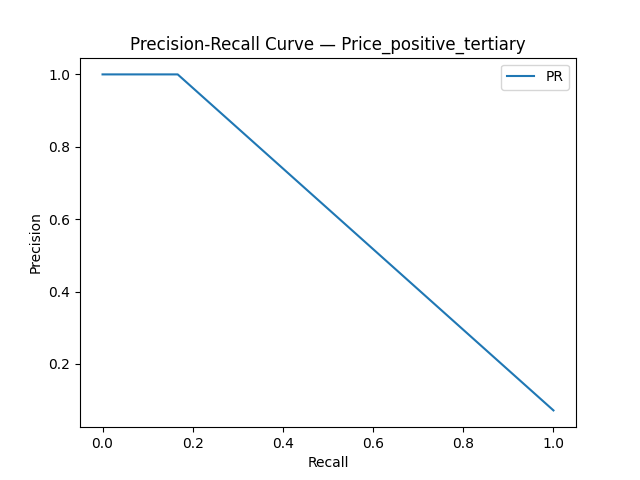 Precision-Recall Curve — Price_positive_tertiary
PR
1.0
0.8
0.6
0.4
0.2
Precision
0.0 0.2 0.4 0.6 0.8 1.0
Recall